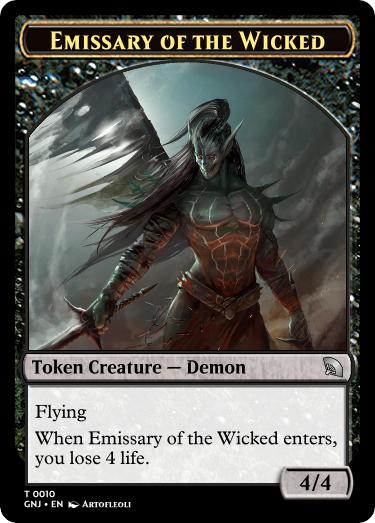 Emissary of the Wicked
Token Creature — Demon
Flying
When Emissary of the Wicked enters,
you lose 4 life.
4/4
T 0010
GNJ • EN Artofleoli